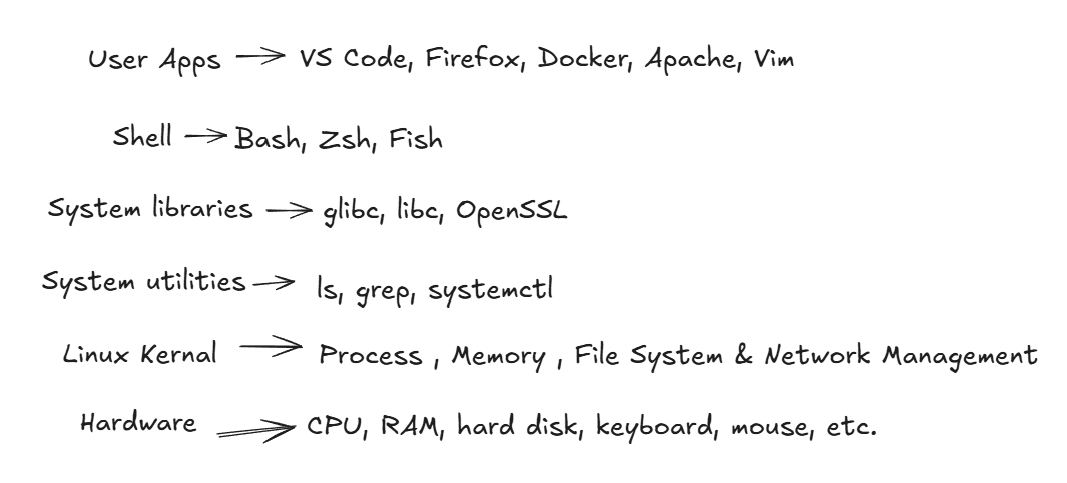 User Apps → VS Code, Firefox, Docker, Apache, Vim
Shell → Bash, Zsh, Fish
System libraries → glibc, libc, OpenSSL
System utilities → ls, grep, systemctl
Linux Kernal → Process , Memory , File System & Network Management
Hardware → CPU, RAM, hard disk, keyboard, mouse, etc.